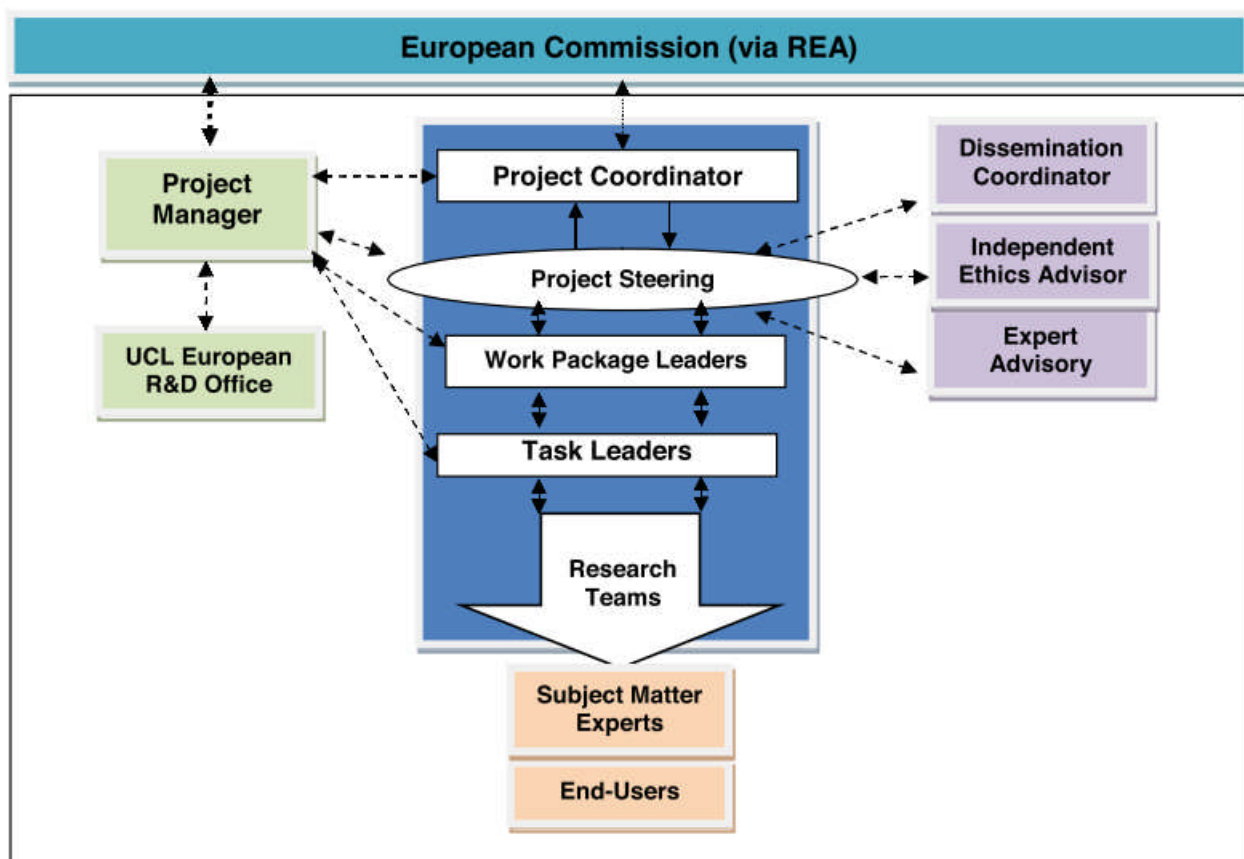 European Commission (via REA)
Project
Manager
Project Coordinator
Dissemination
Coordinator
Independent
Ethics Advisor
Project Steering
Expert
Advisory
UCL European
R&D Office
Work Package Leaders
Task Leaders
Research
Teams
Subject Matter
Experts
End-Users